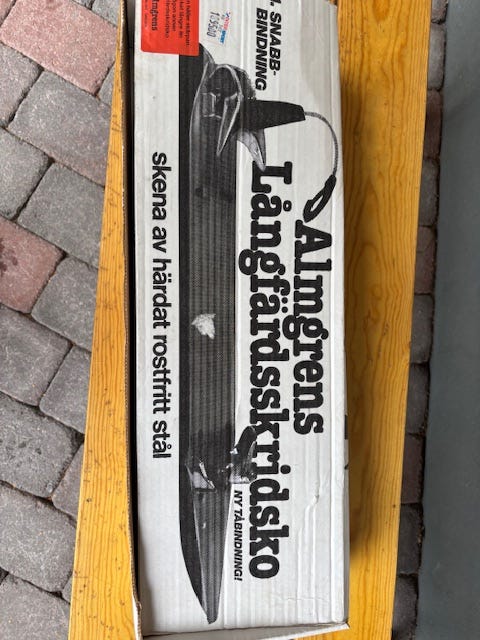 SNABB-
BINDNING
Almgrens
Långfärdsskridsko
NY TÅBINDNING!
skena av härdat rostfritt stål